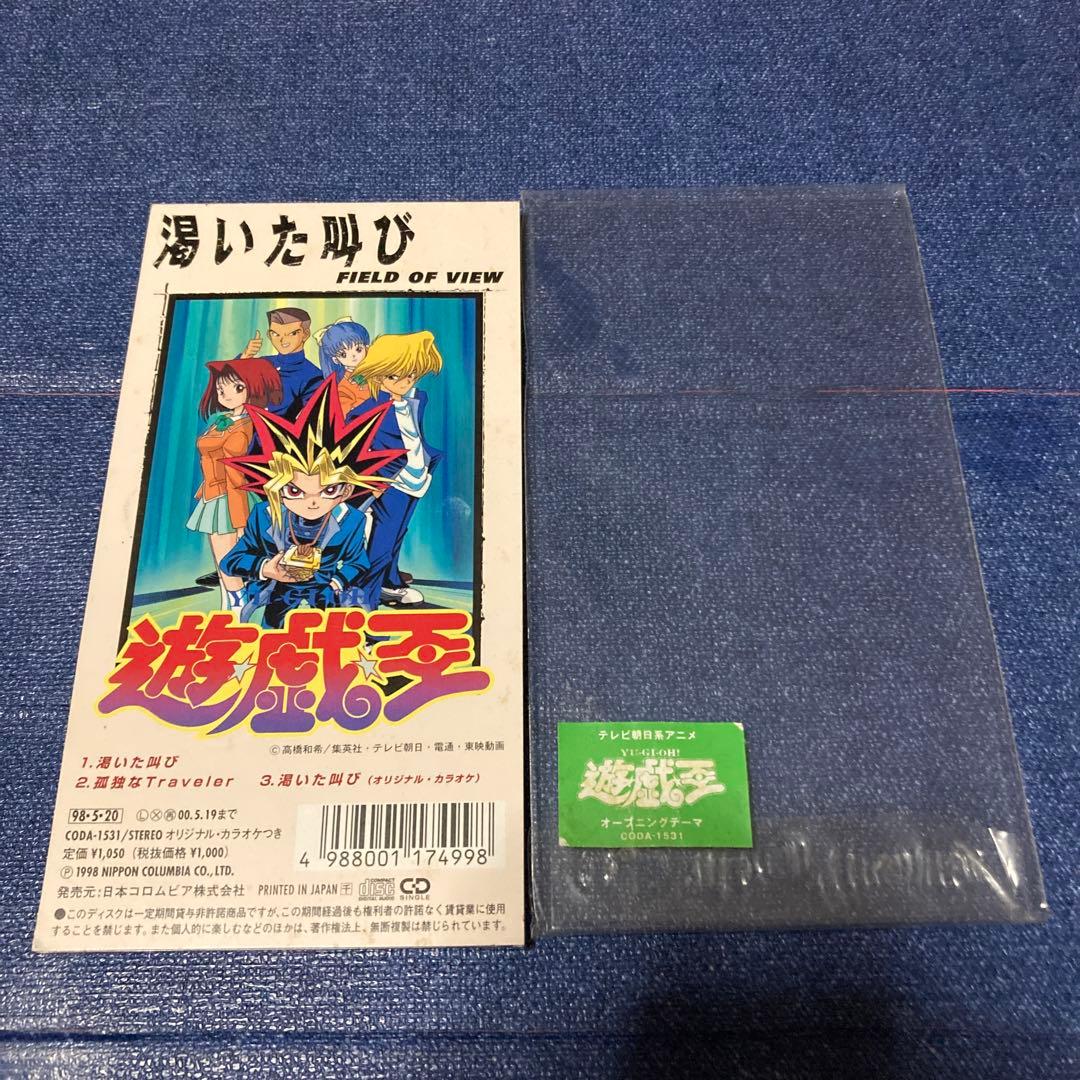 渇いた叫び
FIELD OF VIEW
YU-GI-OH!
遊☆戯☆王
©高橋和希/集英社・テレビ朝日・電通・東映動画
1.渇いた叫び
2.孤独なTraveler 3.渇いた叫び(オリジナル・カラオケ)
98・5・20 Ⓛ Ⓧ 00.5.19まで
CODA-1531/STEREO オリジナル・カラオケつき
定価 ¥1,050 (税抜価格 ¥1,000)
Ⓟ 1998 NIPPON COLUMBIA CO., LTD.
発売元:日本コロムビア株式会社 PRINTED IN JAPAN
4 988001 174998
COMPACT disc DIGITAL AUDIO CD SINGLE
●このディスクは一定期間貸与非許諾商品ですが、この期間経過後も権利者の許諾なく賃貸業に使用
することを禁じます。また個人的に楽しむなどのほかは、著作権法上、無断複製は禁じられています。
テレビ朝日系アニメ
YU-GI-OH!
遊☆戯☆王
オープニングテーマ
CODA-1531